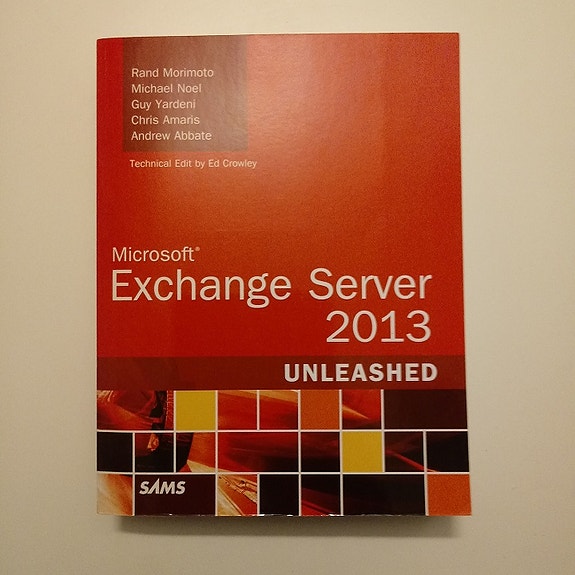 Rand Morimoto
Michael Noel
Guy Yardeni
Chris Amaris
Andrew Abbate
Technical Edit by Ed Crowley
Microsoft®
Exchange Server
2013
UNLEASHED
SAMS